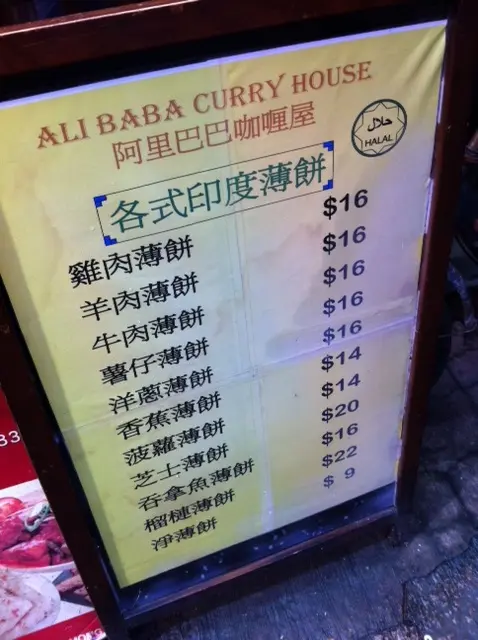 ALI BABA CURRY HOUSE
阿里巴巴咖喱屋
حلال
HALAL
各式印度薄餅
雞肉薄餅 $16
羊肉薄餅 $16
牛肉薄餅 $16
薯仔薄餅 $16
洋蔥薄餅 $16
香蕉薄餅 $14
菠蘿薄餅 $14
芝士薄餅 $20
吞拿魚薄餅 $16
榴槤薄餅 $22
淨薄餅 $ 9
33